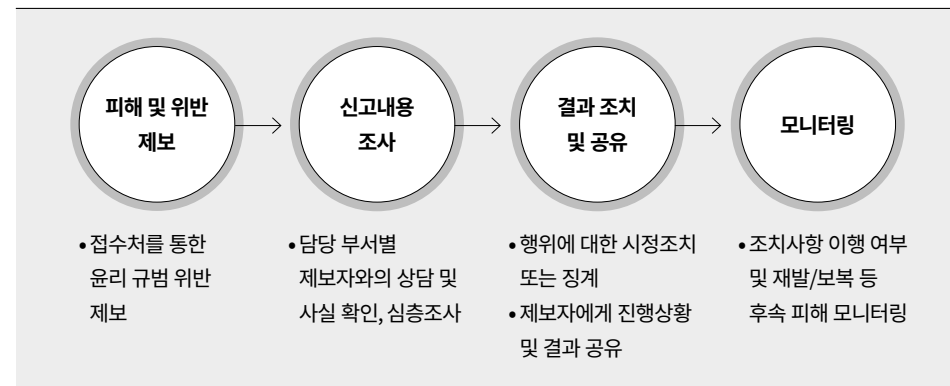 피해 및 위반
제보
신고내용
조사
결과 조치
및 공유
모니터링
•접수처를 통한
윤리 규범 위반
제보
•담당 부서별
제보자와의 상담 및
사실 확인, 심층조사
•행위에 대한 시정조치
또는 징계
•제보자에게 진행상황
및 결과 공유
•조치사항 이행 여부
및 재발/보복 등
후속 피해 모니터링